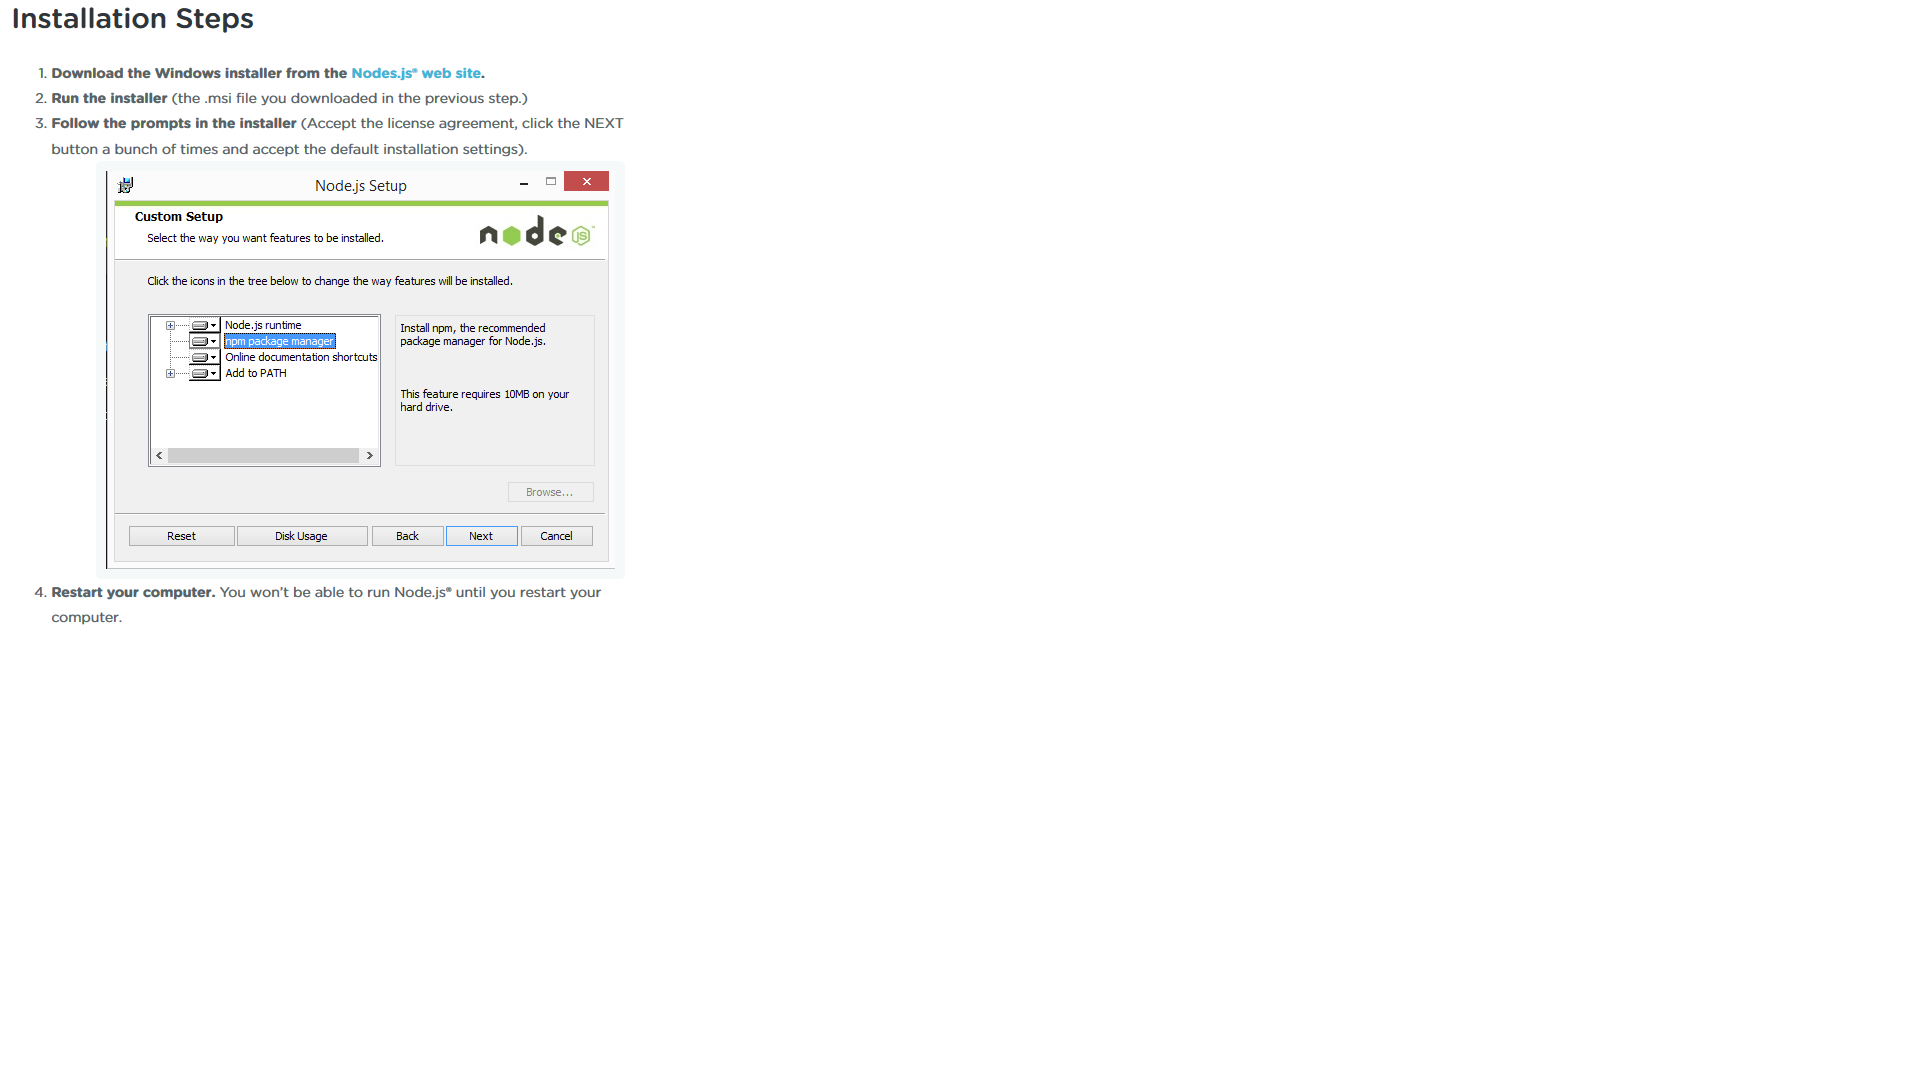 Installation Steps
1. Download the Windows installer from the Nodes.js® web site.
2. Run the installer (the .msi file you downloaded in the previous step.)
3. Follow the prompts in the installer (Accept the license agreement, click the NEXT
button a bunch of times and accept the default installation settings).
Node.js Setup
Custom Setup
Select the way you want features to be installed.
node JS™
Click the icons in the tree below to change the way features will be installed.
Node.js runtime
npm package manager
Online documentation shortcuts
Add to PATH
Install npm, the recommended
package manager for Node.js.
This feature requires 10MB on your
hard drive.
Browse...
Reset Disk Usage Back Next Cancel
4. Restart your computer. You won't be able to run Node.js® until you restart your
computer.